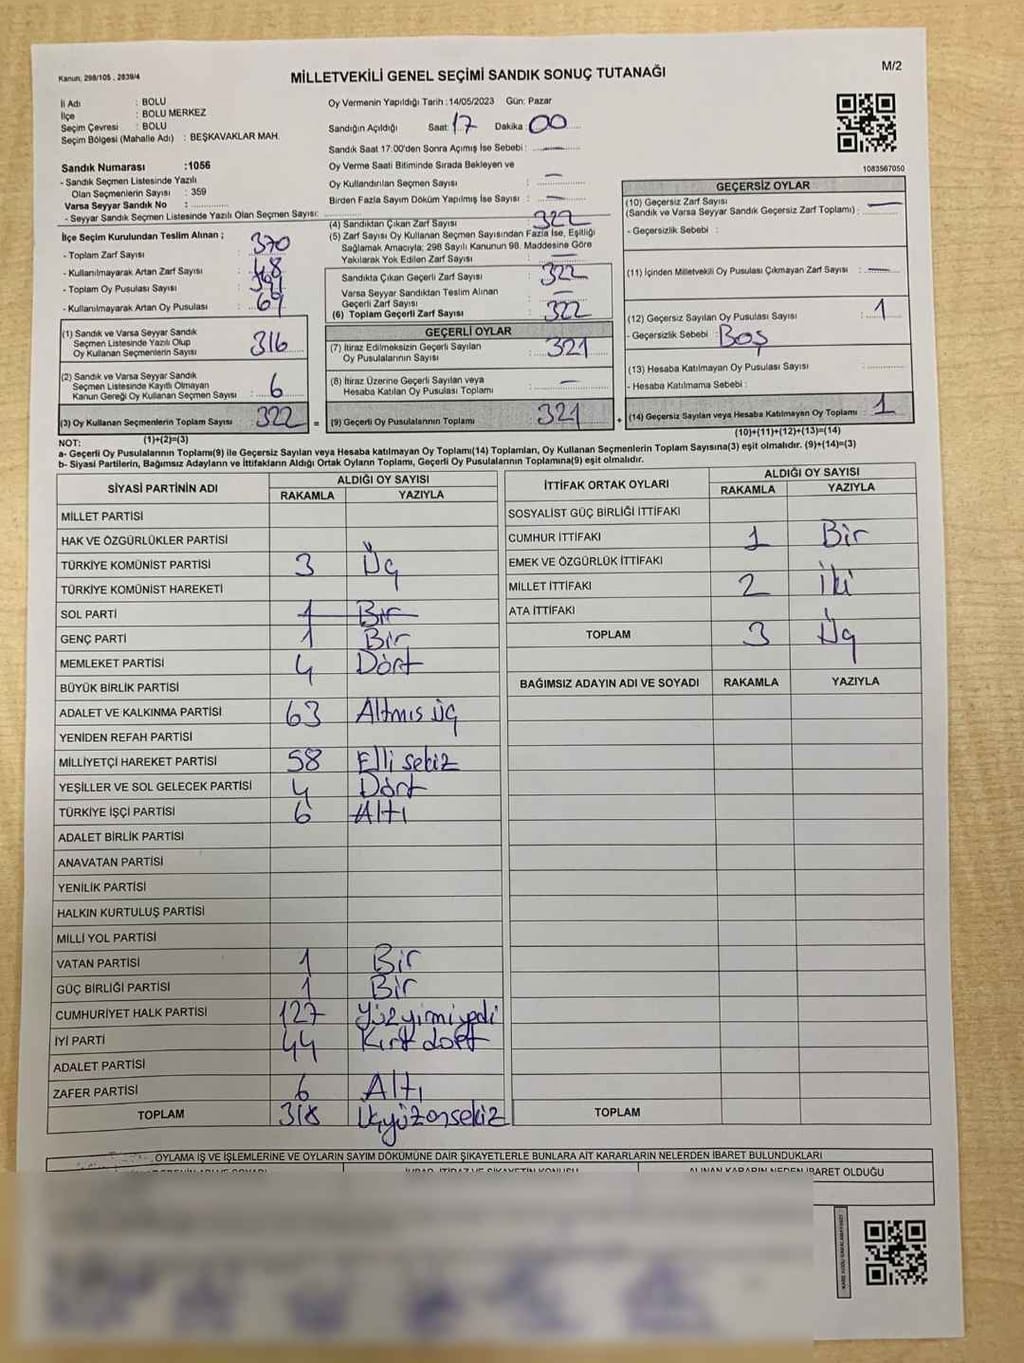 Kanun; 298/105 , 2839/4
MİLLETVEKİLİ GENEL SEÇİMİ SANDIK SONUÇ TUTANAĞI
M/2
İl Adı : BOLU
İlçe : BOLU MERKEZ
Seçim Çevresi : BOLU
Seçim Bölgesi (Mahalle Adı) : BEŞKAVAKLAR MAH.
Sandık Numarası :1056
- Sandık Seçmen Listesinde Yazılı
Olan Seçmenlerin Sayısı : 359
Varsa Seyyar Sandık No :
- Seyyar Sandık Seçmen Listesinde Yazılı Olan Seçmen Sayısı:
İlçe Seçim Kurulundan Teslim Alınan ;
- Toplam Zarf Sayısı : 370
- Kullanılmayarak Artan Zarf Sayısı : 48
- Toplam Oy Pusulası Sayısı :
- Kullanılmayarak Artan Oy Pusulası : 69
(1) Sandık ve Varsa Seyyar Sandık
Seçmen Listesinde Yazılı Olup
Oy Kullanan Seçmenlerin Sayısı : 316
(2) Sandık ve Varsa Seyyar Sandık
Seçmen Listesinde Kayıtlı Olmayan
Kanun Gereği Oy Kullanan Seçmen Sayısı : 6
(3) Oy Kullanan Seçmenlerin Toplam Sayısı : 322 =
(1)+(2)=(3)
Oy Vermenin Yapıldığı Tarih :14/05/2023 Gün: Pazar
Sandığın Açıldığı Saat: 17 Dakika 00
Sandık Saat 17:00'den Sonra Açımış İse Sebebi : —
Oy Verme Saati Bitiminde Sırada Bekleyen ve
Oy Kullandırılan Seçmen Sayısı : —
Birden Fazla Sayım Döküm Yapılmış İse Sayısı : —
(4) Sandıktan Çıkan Zarf Sayısı : 322
(5) Zarf Sayısı Oy Kullanan Seçmen Sayısından Fazla İse, Eşitliği
Sağlamak Amacıyla; 298 Sayılı Kanunun 98. Maddesine Göre
Yakılarak Yok Edilen Zarf Sayısı : —
Sandıkta Çıkan Geçerli Zarf Sayısı : 322
Varsa Seyyar Sandıktan Teslim Alınan
Geçerli Zarf Sayısı : —
(6) Toplam Geçerli Zarf Sayısı : 322
GEÇERLİ OYLAR
(7) İtiraz Edilmeksizin Geçerli Sayılan
Oy Pusulalarının Sayısı : 321
(8) İtiraz Üzerine Geçerli Sayılan veya
Hesaba Katılan Oy Pusulası Toplamı : —
(9) Geçerli Oy Pusulalarının Toplamı : 321 +
1083567050
GEÇERSİZ OYLAR
(10) Geçersiz Zarf Sayısı
(Sandık ve Varsa Seyyar Sandık Geçersiz Zarf Toplamı) : —
- Geçersizlik Sebebi :
(11) İçinden Milletvekili Oy Pusulası Çıkmayan Zarf Sayısı : —
(12) Geçersiz Sayılan Oy Pusulası Sayısı : 1
- Geçersizlik Sebebi : Boş
(13) Hesaba Katılmayan Oy Pusulası Sayısı :
- Hesaba Katılmama Sebebi :
(14) Geçersiz Sayılan veya Hesaba Katılmayan Oy Toplamı : 1
(10)+(11)+(12)+(13)=(14)
NOT:
a- Geçerli Oy Pusulalarının Toplamı(9) ile Geçersiz Sayılan veya Hesaba katılmayan Oy Toplamı(14) Toplamları, Oy Kullanan Seçmenlerin Toplam Sayısına(3) eşit olmalıdır. (9)+(14)=(3)
b- Siyasi Partilerin, Bağımsız Adayların ve İttifakların Aldığı Ortak Oyların Toplamı, Geçerli Oy Pusulalarının Toplamına(9) eşit olmalıdır.
SİYASİ PARTİNİN ADI ALDIĞI OY SAYISI
RAKAMLA YAZIYLA
MİLLET PARTİSİ
HAK VE ÖZGÜRLÜKLER PARTİSİ
TÜRKİYE KOMÜNİST PARTİSİ 3 Üç
TÜRKİYE KOMÜNİST HAREKETİ
SOL PARTİ 1 Bir
GENÇ PARTİ 1 Bir
MEMLEKET PARTİSİ 4 Dört
BÜYÜK BİRLİK PARTİSİ
ADALET VE KALKINMA PARTİSİ 63 Altmış üç
YENİDEN REFAH PARTİSİ
MİLLİYETÇİ HAREKET PARTİSİ 58 Elli sekiz
YEŞİLLER VE SOL GELECEK PARTİSİ 4 Dört
TÜRKİYE İŞÇİ PARTİSİ 6 Altı
ADALET BİRLİK PARTİSİ
ANAVATAN PARTİSİ
YENİLİK PARTİSİ
HALKIN KURTULUŞ PARTİSİ
MİLLİ YOL PARTİSİ
VATAN PARTİSİ 1 Bir
GÜÇ BİRLİĞİ PARTİSİ 1 Bir
CUMHURİYET HALK PARTİSİ 127 Yüzyirmiyedi
İYİ PARTİ 44 Kırk dört
ADALET PARTİSİ
ZAFER PARTİSİ 6 Altı
TOPLAM 318 Üçyüzonsekiz
İTTİFAK ORTAK OYLARI ALDIĞI OY SAYISI
RAKAMLA YAZIYLA
SOSYALİST GÜÇ BİRLİĞİ İTTİFAKI
CUMHUR İTTİFAKI 1 Bir
EMEK VE ÖZGÜRLÜK İTTİFAKI
MİLLET İTTİFAKI 2 İki
ATA İTTİFAKI
TOPLAM 3 Üç
BAĞIMSIZ ADAYIN ADI VE SOYADI RAKAMLA YAZIYLA
TOPLAM
OYLAMA İŞ VE İŞLEMLERİNE VE OYLARIN SAYIM DÖKÜMÜNE DAİR ŞİKAYETLERLE BUNLARA AİT KARARLARIN NELERDEN İBARET BULUNDUKLARI
ALINAN KARARIN NEDEN İBARET OLDUĞU